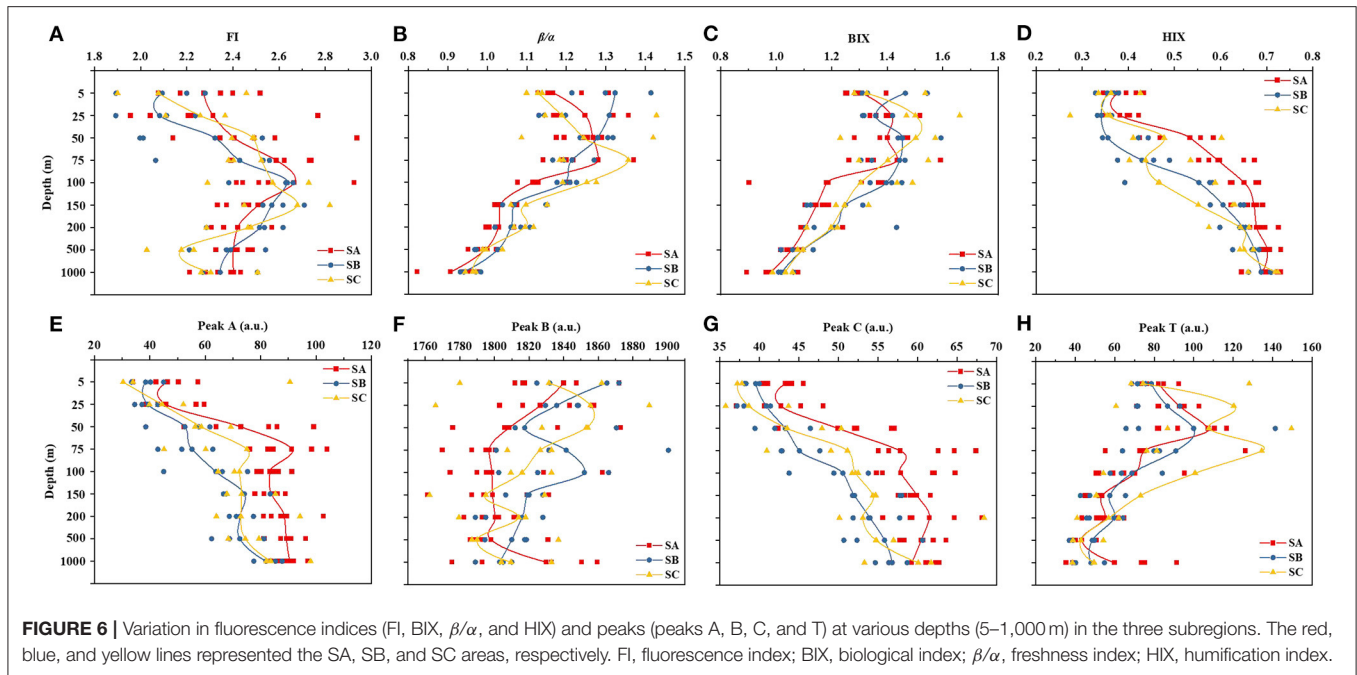 A
FI
1.8 2.0 2.2 2.4 2.6 2.8 3.0
Depth (m)
5
25
50
75
100
150
200
500
1000
SA
SB
SC
B
β/α
0.8 0.9 1.0 1.1 1.2 1.3 1.4 1.5
SA
SB
SC
C
BIX
0.8 1.0 1.2 1.4 1.6 1.8
SA
SB
SC
D
HIX
0.2 0.3 0.4 0.5 0.6 0.7 0.8
SA
SB
SC
E
Peak A (a.u.)
20 40 60 80 100 120
Depth (m)
5
25
50
75
100
150
200
500
1000
SA
SB
SC
F
Peak B (a.u.)
1760 1780 1800 1820 1840 1860 1880 1900
SA
SB
SC
G
Peak C (a.u.)
35 40 45 50 55 60 65 70
SA
SB
SC
H
Peak T (a.u.)
20 40 60 80 100 120 140 160
SA
SB
SC
FIGURE 6 | Variation in fluorescence indices (FI, BIX, β/α, and HIX) and peaks (peaks A, B, C, and T) at various depths (5–1,000 m) in the three subregions. The red,
blue, and yellow lines represented the SA, SB, and SC areas, respectively. FI, fluorescence index; BIX, biological index; β/α, freshness index; HIX, humification index.